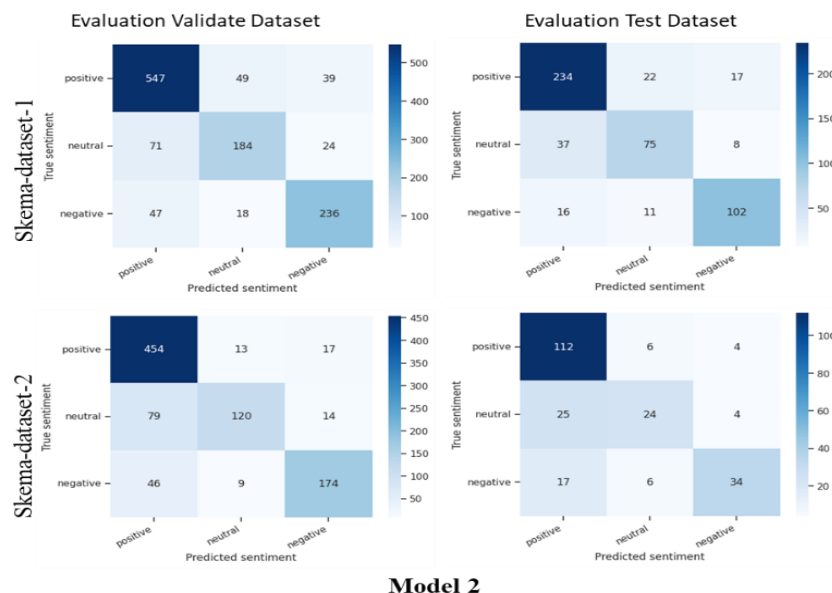 Evaluation Validate Dataset
Evaluation Test Dataset
Skema-dataset-1
True sentiment
positive
547 49 39
neutral
71 184 24
negative
47 18 236
positive neutral negative
Predicted sentiment
500
400
300
200
100
True sentiment
positive
234 22 17
neutral
37 75 8
negative
16 11 102
positive neutral negative
Predicted sentiment
200
150
100
50
Skema-dataset-2
True sentiment
positive
454 13 17
neutral
79 120 14
negative
46 9 174
positive neutral negative
Predicted sentiment
450
400
350
300
250
200
150
100
50
True sentiment
positive
112 6 4
neutral
25 24 4
negative
17 6 34
positive neutral negative
Predicted sentiment
100
80
60
40
20
Model 2